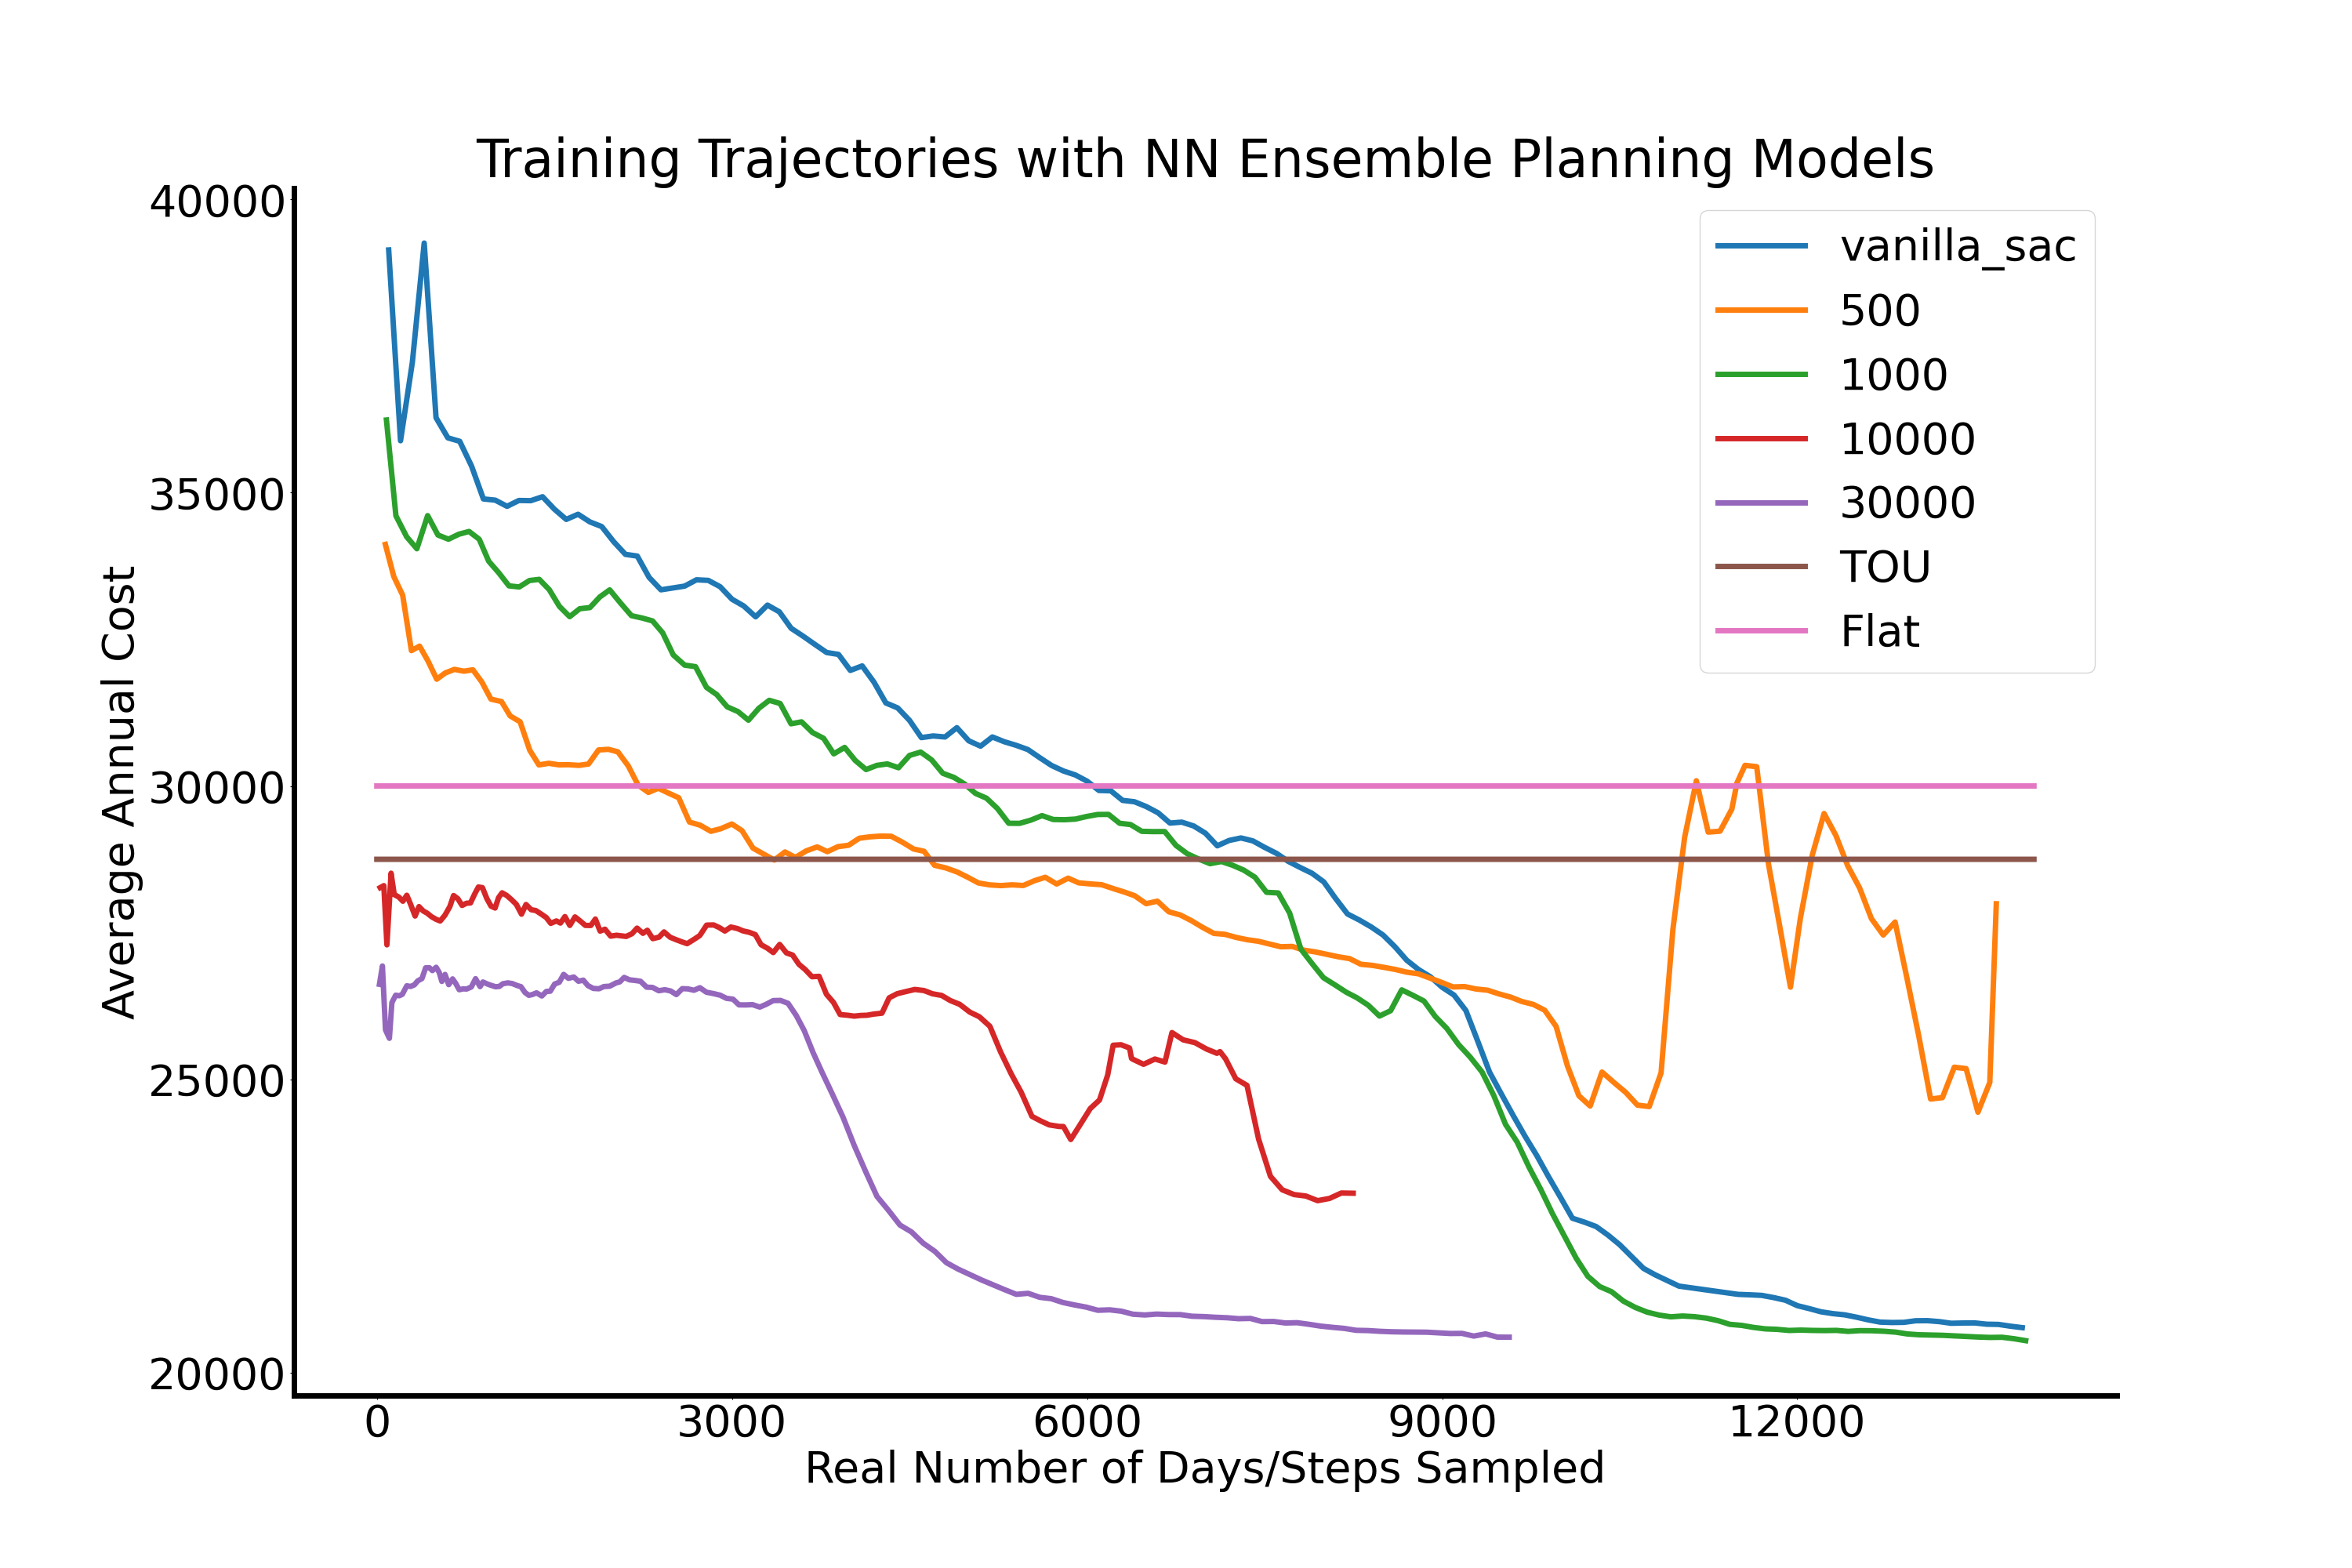 Training Trajectories with NN Ensemble Planning Models
40000
35000
30000
25000
20000
Average Annual Cost
vanilla_sac
500
1000
10000
30000
TOU
Flat
0 3000 6000 9000 12000
Real Number of Days/Steps Sampled